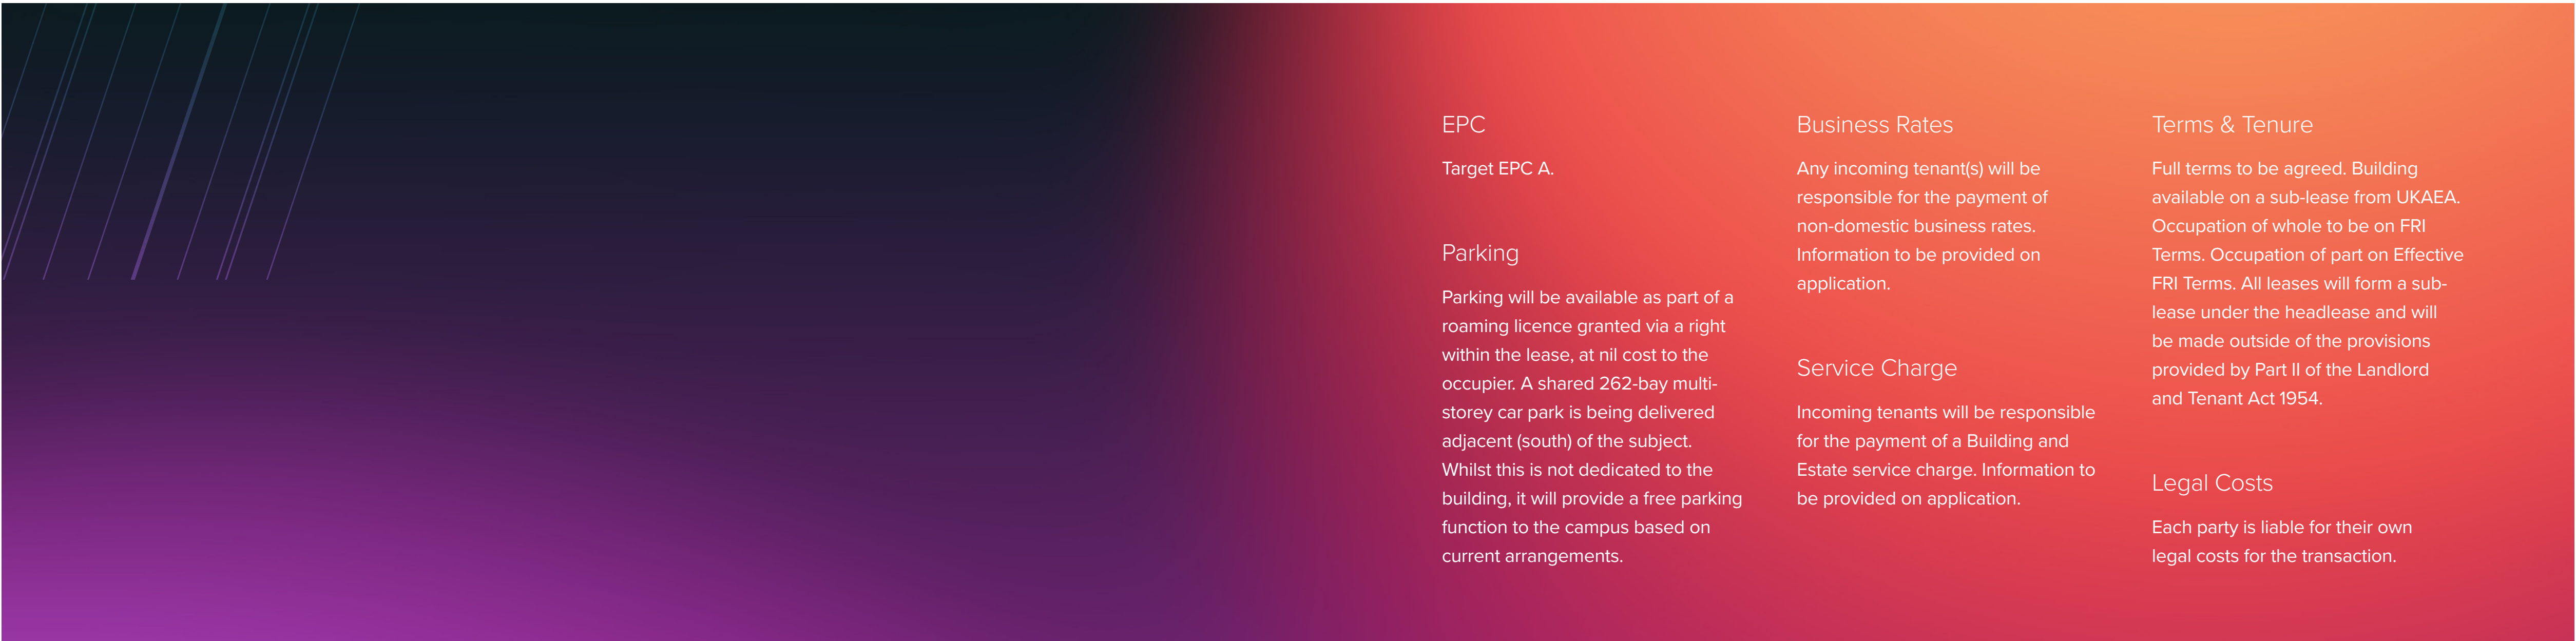 EPC
Target EPC A.
Parking
Parking will be available as part of a
roaming licence granted via a right
within the lease, at nil cost to the
occupier. A shared 262-bay multi-
storey car park is being delivered
adjacent (south) of the subject.
Whilst this is not dedicated to the
building, it will provide a free parking
function to the campus based on
current arrangements.
Business Rates
Any incoming tenant(s) will be
responsible for the payment of
non-domestic business rates.
Information to be provided on
application.
Service Charge
Incoming tenants will be responsible
for the payment of a Building and
Estate service charge. Information to
be provided on application.
Terms & Tenure
Full terms to be agreed. Building
available on a sub-lease from UKAEA.
Occupation of whole to be on FRI
Terms. Occupation of part on Effective
FRI Terms. All leases will form a sub-
lease under the headlease and will
be made outside of the provisions
provided by Part II of the Landlord
and Tenant Act 1954.
Legal Costs
Each party is liable for their own
legal costs for the transaction.